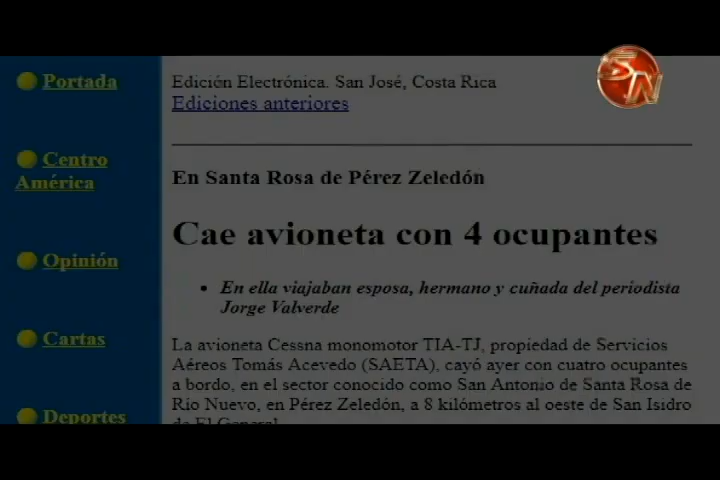 SN
Portada
Centro
América
Opinión
Cartas
Deportes
Edición Electrónica. San José, Costa Rica
Ediciones anteriores
En Santa Rosa de Pérez Zeledón
Cae avioneta con 4 ocupantes
• En ella viajaban esposa, hermano y cuñada del periodista
Jorge Valverde
La avioneta Cessna monomotor TIA-TJ, propiedad de Servicios
Aéreos Tomás Acevedo (SAETA), cayó ayer con cuatro ocupantes
a bordo, en el sector conocido como San Antonio de Santa Rosa de
Río Nuevo, en Pérez Zeledón, a 8 kilómetros al oeste de San Isidro
de El General